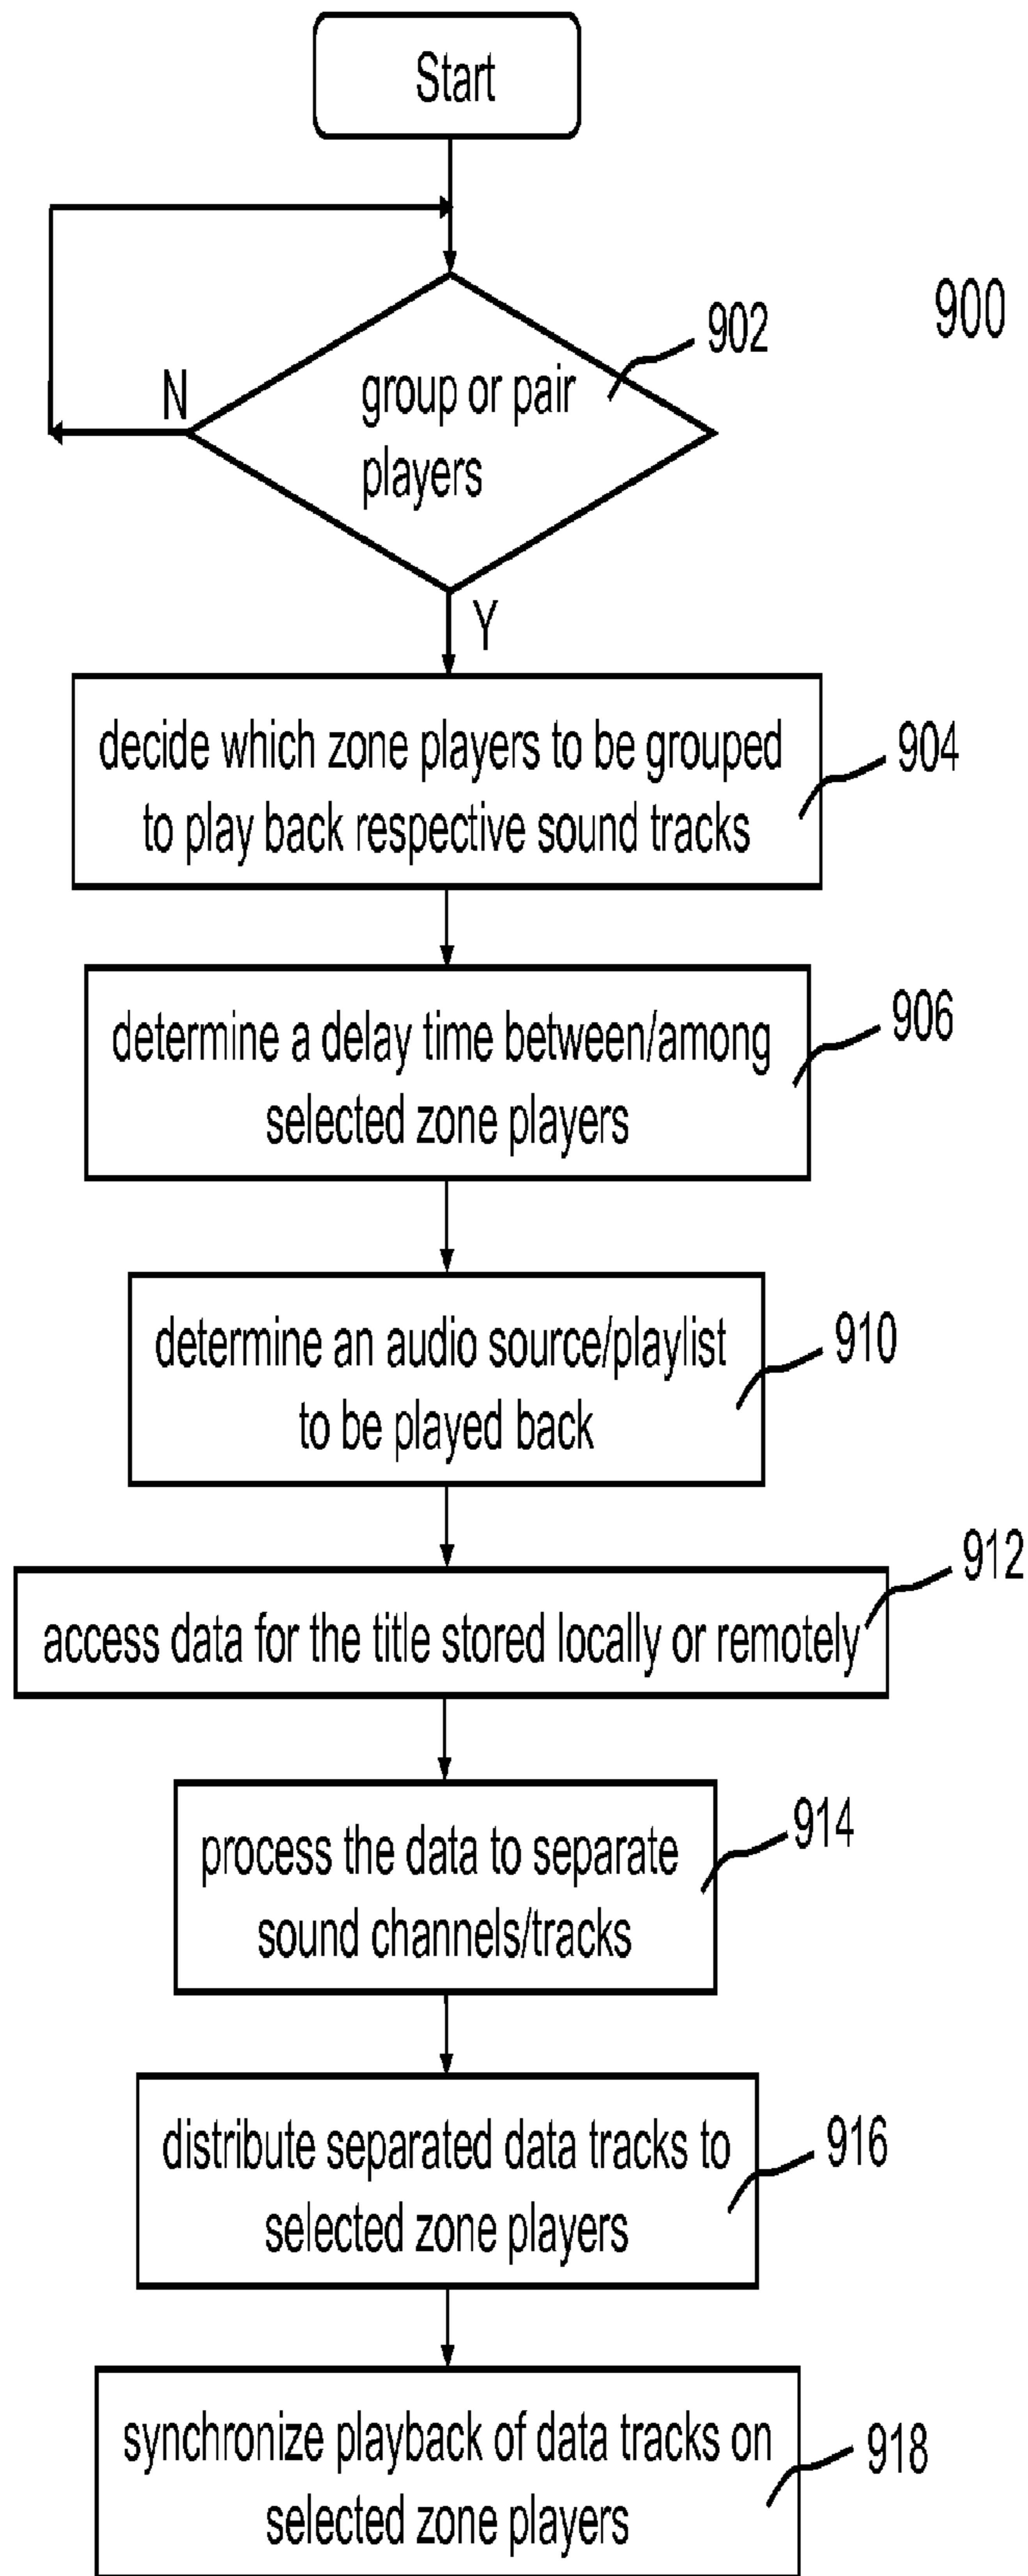 Start
900
902
group or pair
players
N
Y
decide which zone players to be grouped
to play back respective sound tracks
904
determine a delay time between/among
selected zone players
906
determine an audio source/playlist
to be played back
910
access data for the title stored locally or remotely
912
process the data to separate
sound channels/tracks
914
distribute separated data tracks to
selected zone players
916
synchronize playback of data tracks on
selected zone players
918